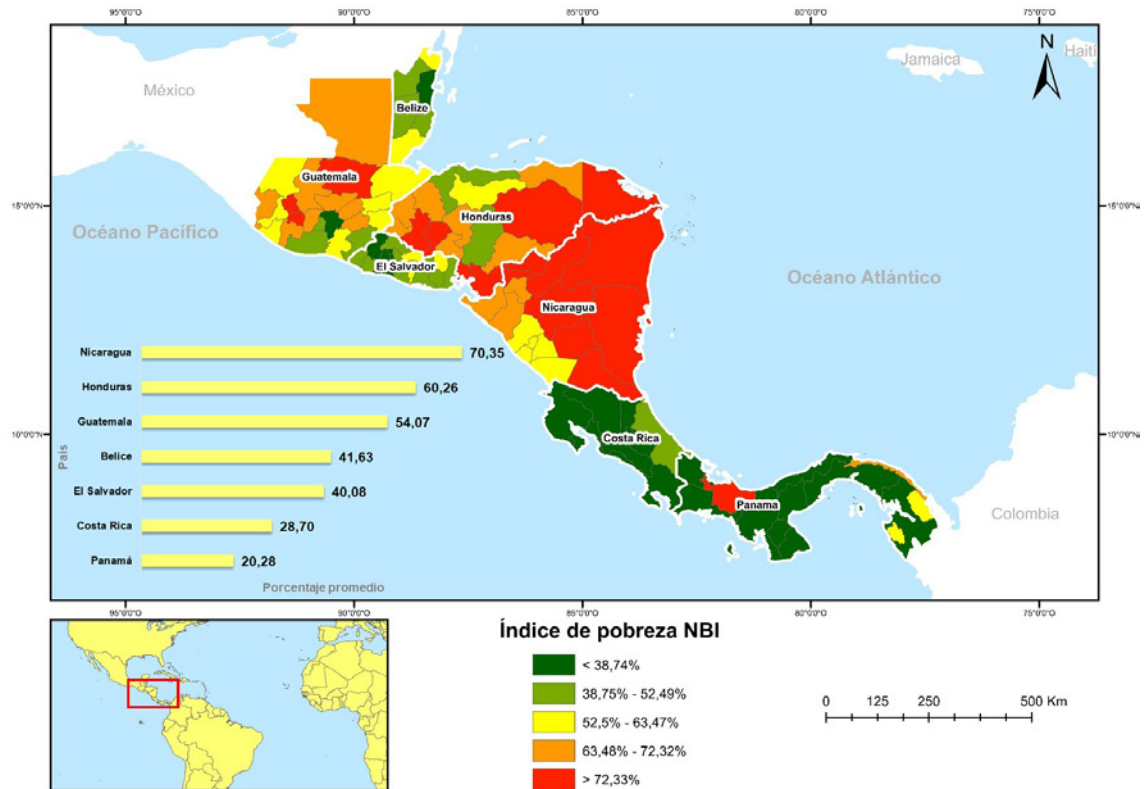 95°0'0"O 90°0'0"O 85°0'0"O 80°0'0"O 75°0'0"O
N
Jamaica
Haití
México
Belize
Guatemala
15°0'0"N
Honduras
15°0'0"N
Océano Pacífico
El Salvador
Océano Atlántico
Nicaragua
Nicaragua 70,35
Honduras 60,26
Guatemala 54,07
10°0'0"N
Costa Rica
10°0'0"N
País
Belice 41,63
El Salvador 40,08
Panama
Colombia
Costa Rica 28,70
Panamá 20,28
Porcentaje promedio
95°0'0"O 90°0'0"O 85°0'0"O 80°0'0"O 75°0'0"O
Índice de pobreza NBI
< 38,74%
38,75% - 52,49%
52,5% - 63,47%
63,48% - 72,32%
> 72,33%
0 125 250 500 Km